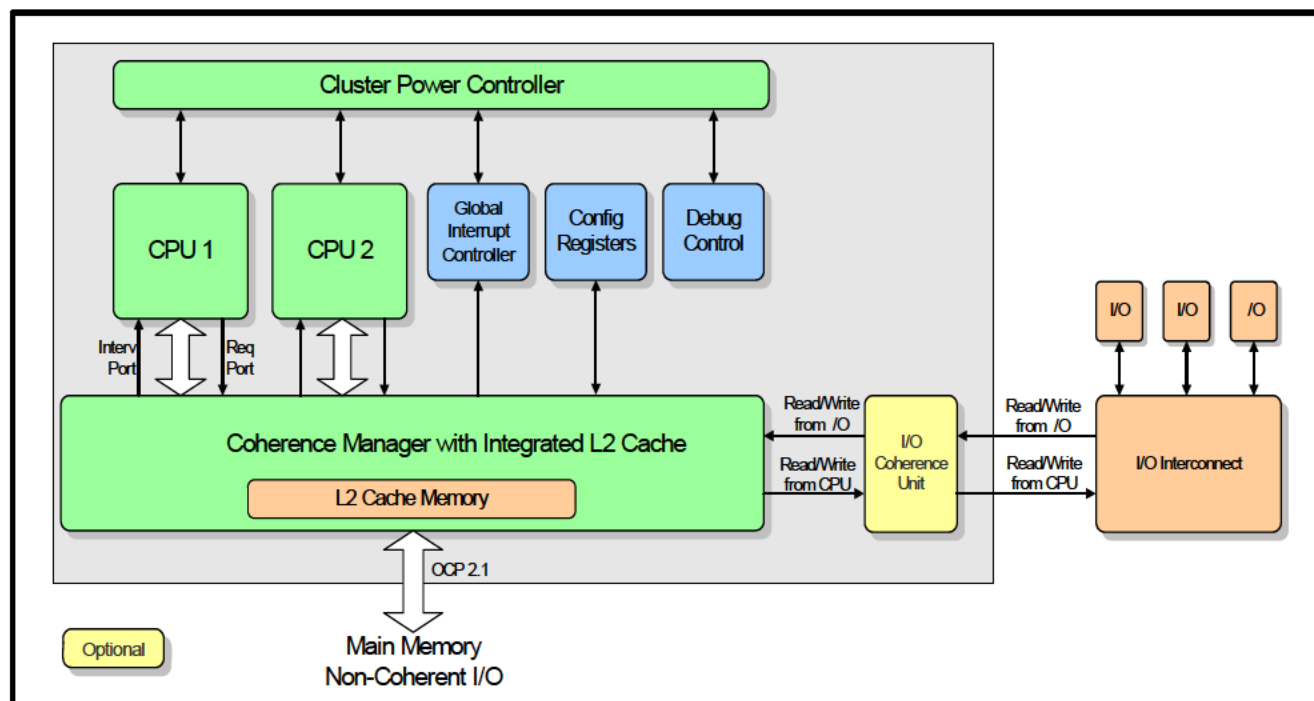 Cluster Power Controller
CPU 1
CPU 2
Global
Interrupt
Controller
Config
Registers
Debug
Control
I/O
I/O
/O
Interv
Port
Req
Port
Coherence Manager with Integrated L2 Cache
L2 Cache Memory
Read/Write
from /O
Read/Write
from CPU
I/O
Coherence
Unit
Read/Write
from /O
Read/Write
from CPU
I/O Interconnect
OCP 2.1
Main Memory
Non-Coherent I/O
Optional